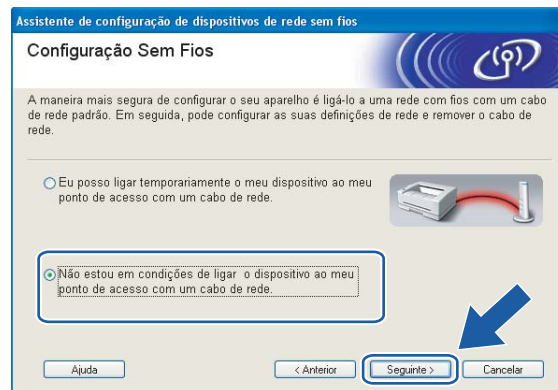 Assistente de configuração de dispositivos de rede sem fios
Configuração Sem Fios
A maneira mais segura de configurar o seu aparelho é ligá-lo a uma rede com fios com um cabo
de rede padrão. Em seguida, pode configurar as suas definições de rede e remover o cabo de
rede.
Eu posso ligar temporariamente o meu dispositivo ao meu
ponto de acesso com um cabo de rede.
Não estou em condições de ligar o dispositivo ao meu
ponto de acesso com um cabo de rede.
Ajuda
< Anterior
Seguinte >
Cancelar